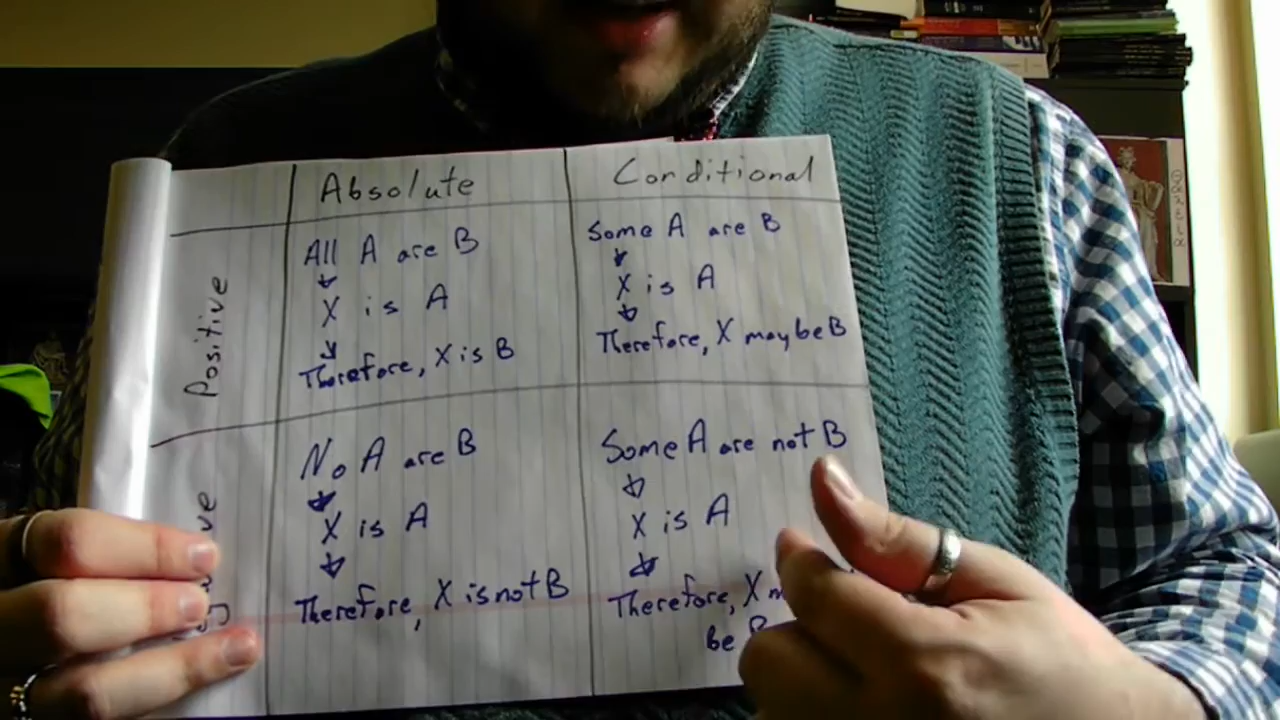 Absolute
Conditional
Positive
All A are B
X is A
Therefore, X is B
Some A are B
X is A
Therefore, X may be B
No A are B
X is A
Therefore, X is not B
Some A are not B
X is A
Therefore, X
be